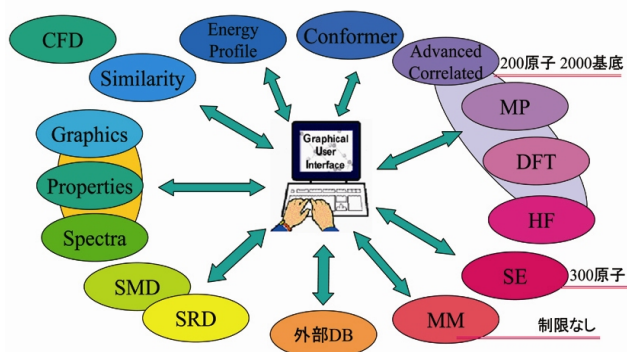 CFD
Energy
Profile
Conformer
Similarity
Advanced
Correlated
200原子 2000基底
MP
Graphical
User
Interface
Graphics
DFT
Properties
HF
Spectra
SE
300原子
SMD
SRD
外部DB
MM
制限なし